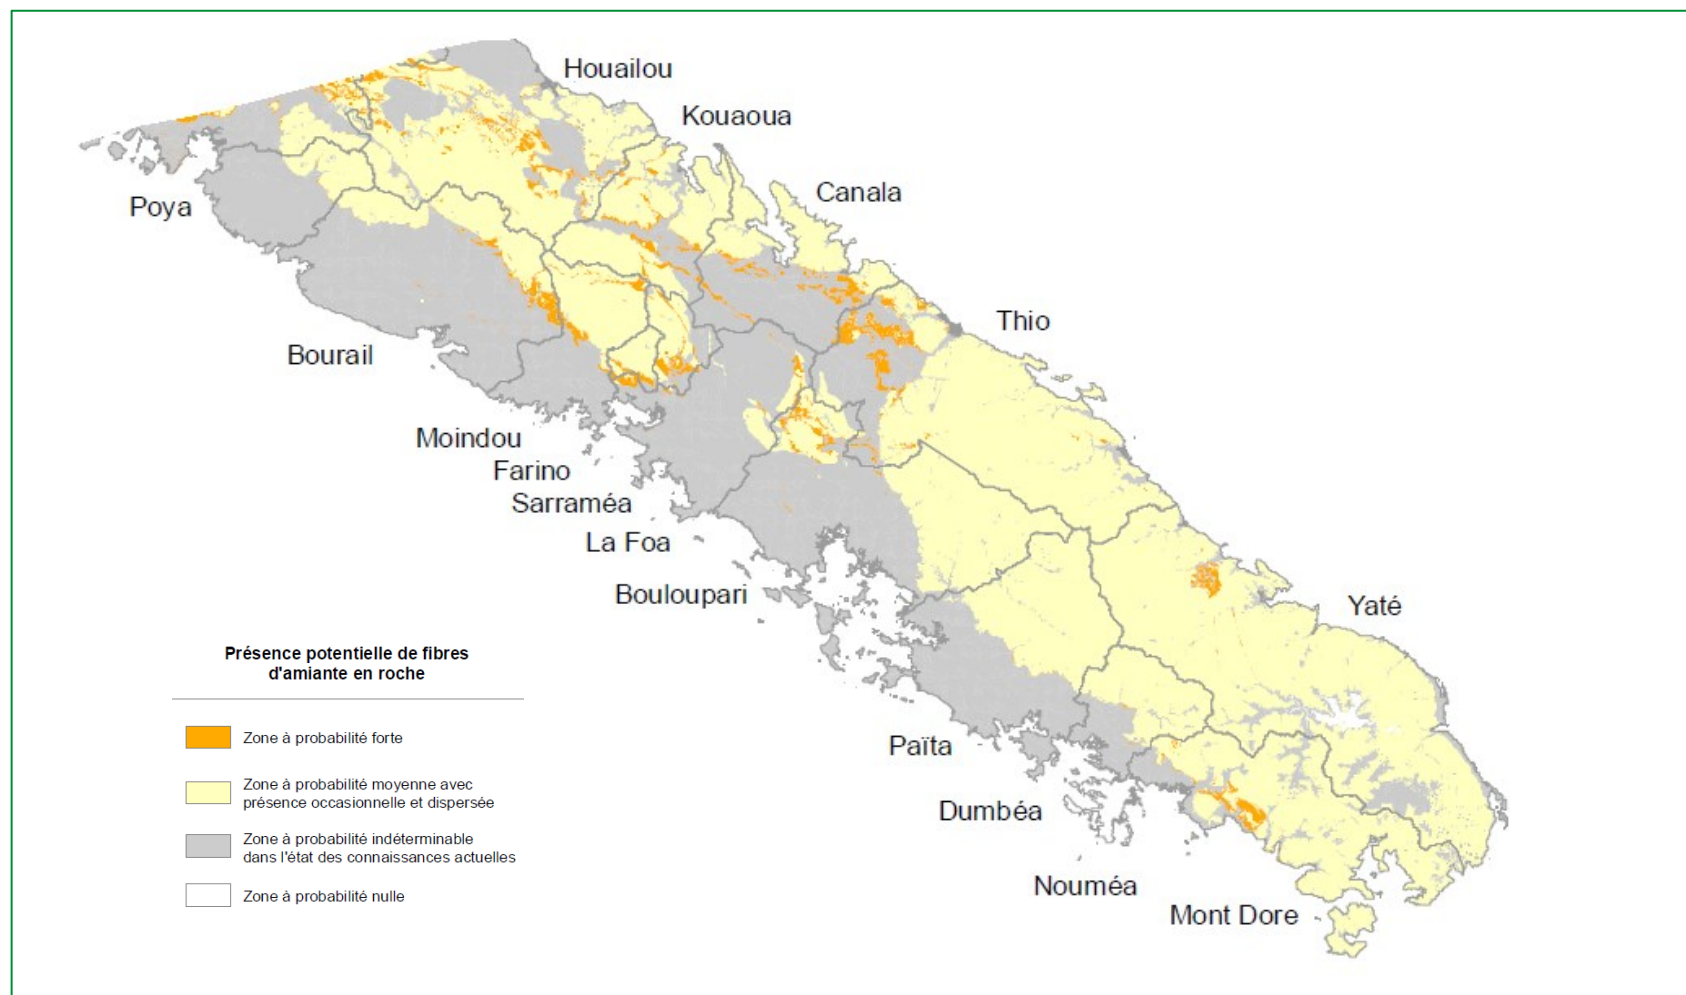 Houaïlou
Kouaoua
Canala
Poya
Thio
Bourail
Moindou
Farino
Sarraméa
La Foa
Bouloupari
Yaté
Présence potentielle de fibres
d'amiante en roche
Zone à probabilité forte
Zone à probabilité moyenne avec
présence occasionnelle et dispersée
Zone à probabilité indéterminable
dans l'état des connaissances actuelles
Zone à probabilité nulle
Païta
Dumbéa
Nouméa
Mont Dore